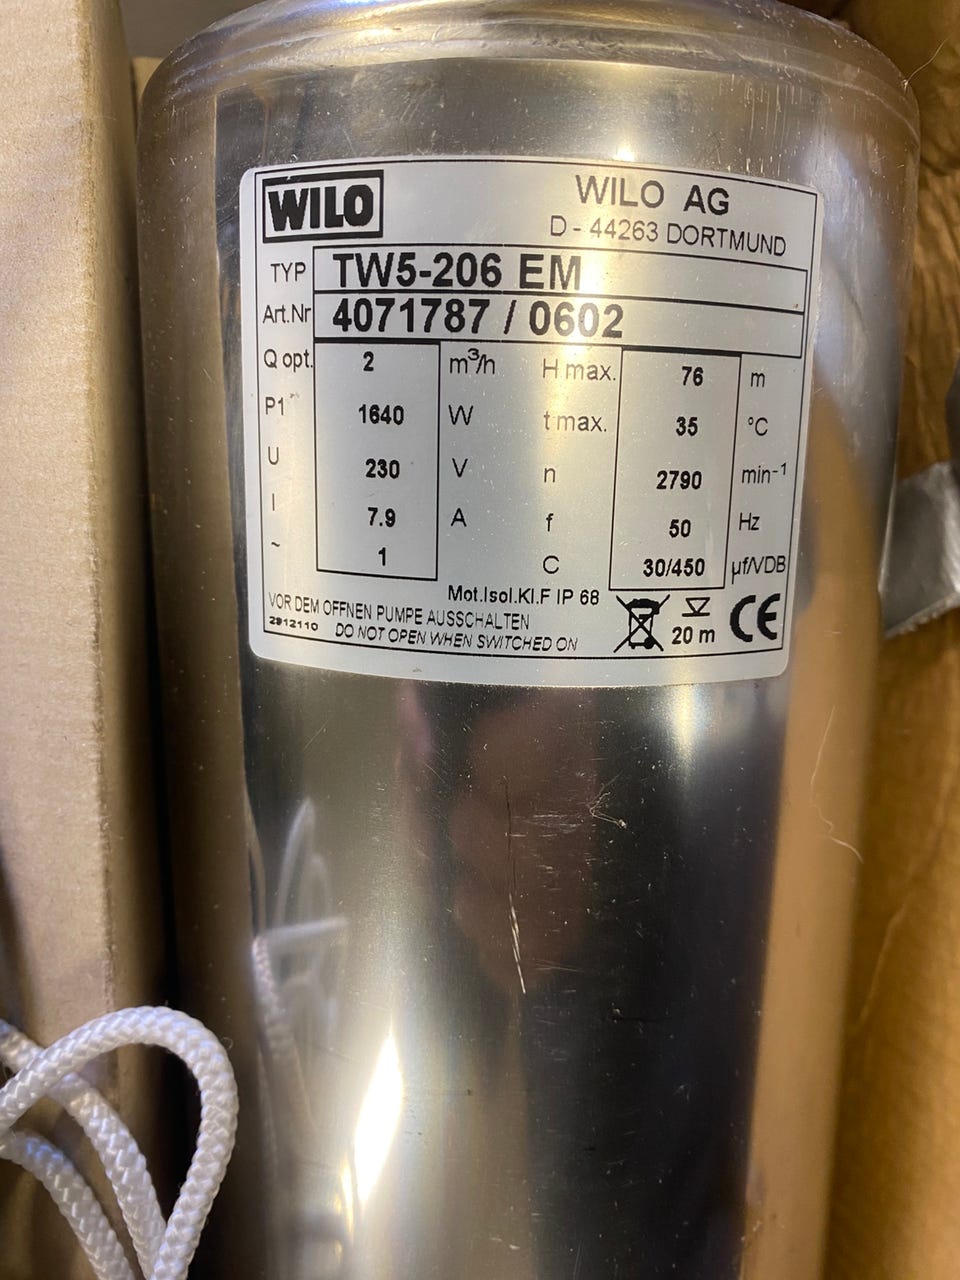 WILO
WILO AG
D - 44263 DORTMUND
TYP TW5-206 EM
Art.Nr 4071787 / 0602
Q opt. 2 m³/h H max. 76 m
P1 1640 W t max. 35 °C
U 230 V n 2790 min-1
I 7.9 A f 50 Hz
~ 1 C 30/450 µf/VDB
Mot.Isol.Kl.F IP 68
VOR DEM OFFNEN PUMPE AUSSCHALTEN
2912110 DO NOT OPEN WHEN SWITCHED ON
20 m CE